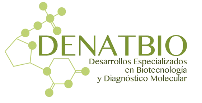 DENATBIO
Desarrollos Especializados
en Biotecnología
y Diagnóstico Molecular